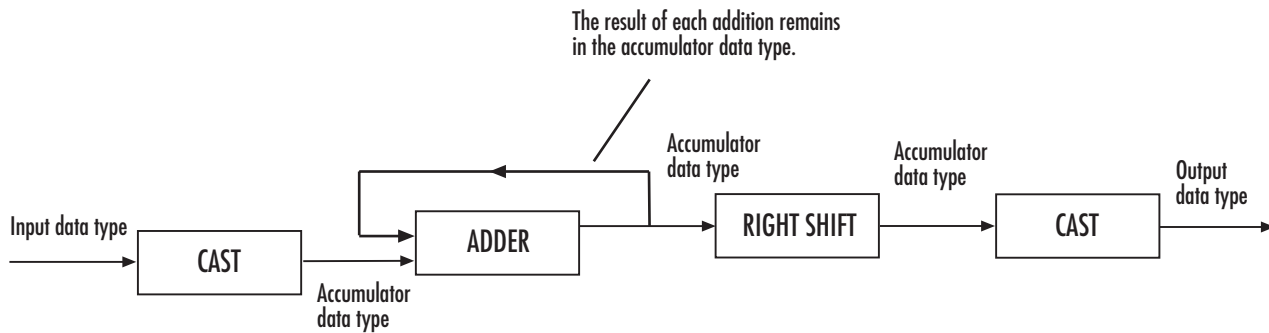 The result of each addition remains
in the accumulator data type.
Accumulator
data type
Accumulator
data type
Output
data type
Input data type
CAST
ADDER
RIGHT SHIFT
CAST
Accumulator
data type